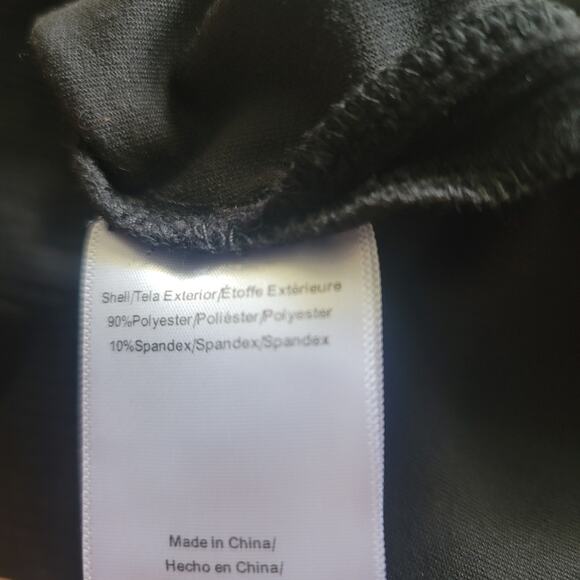 Shell/Tela Exterior/Étoffe Extérieure
90%Polyester/Poliéster/Polyester
10%Spandex/Spandex/Spandex
Made in China/
Hecho en China/